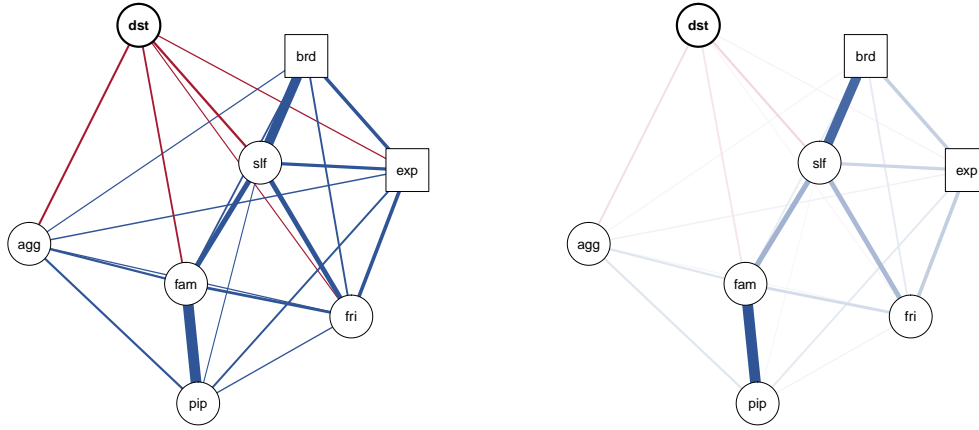 dst
brd
slf
exp
agg
fam
fri
pip
dst
brd
slf
exp
agg
fam
fri
pip